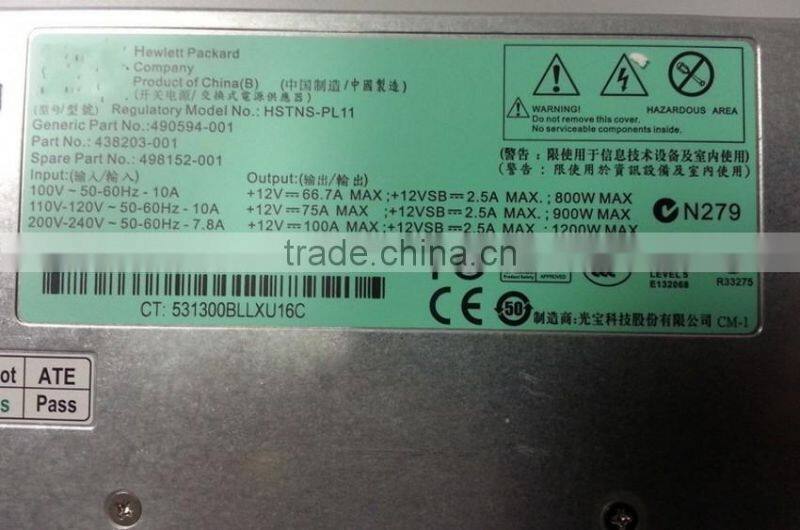 Hewlett Packard
Company
Product of China(B) (中国制造/中國製造)
(开关电源/交換式電源供應器)
(型号/型號) Regulatory Model No.: HSTNS-PL11
Generic Part No.:490594-001
Part No.:438203-001
Spare Part No.:498152-001
Input:(输入/輸入) Output:(输出/輸出)
100V ~ 50-60Hz - 10A +12V⎓66.7A MAX ;+12VSB⎓2.5A MAX. ;800W MAX
110V-120V ~ 50-60Hz - 10A +12V⎓75A MAX ;+12VSB⎓2.5A MAX. ;900W MAX
200V-240V ~ 50-60Hz - 7.8A +12V⎓100A MAX ;+12VSB⎓2.5A MAX. ;1200W MAX
WARNING! HAZARDOUS AREA
Do not remove this cover.
No serviceable components inside.
(警告:限使用于信息技术设备及室内使用)
(警告:限使用於資訊設備及室內使用)
N279
trade.china.cn
Product Safety APPROVED
LEVEL 5
E132068
R33275
CT: 531300BLLXU16C
CE 50 制造商:光宝科技股份有限公司 CM-1
ot ATE
s Pass